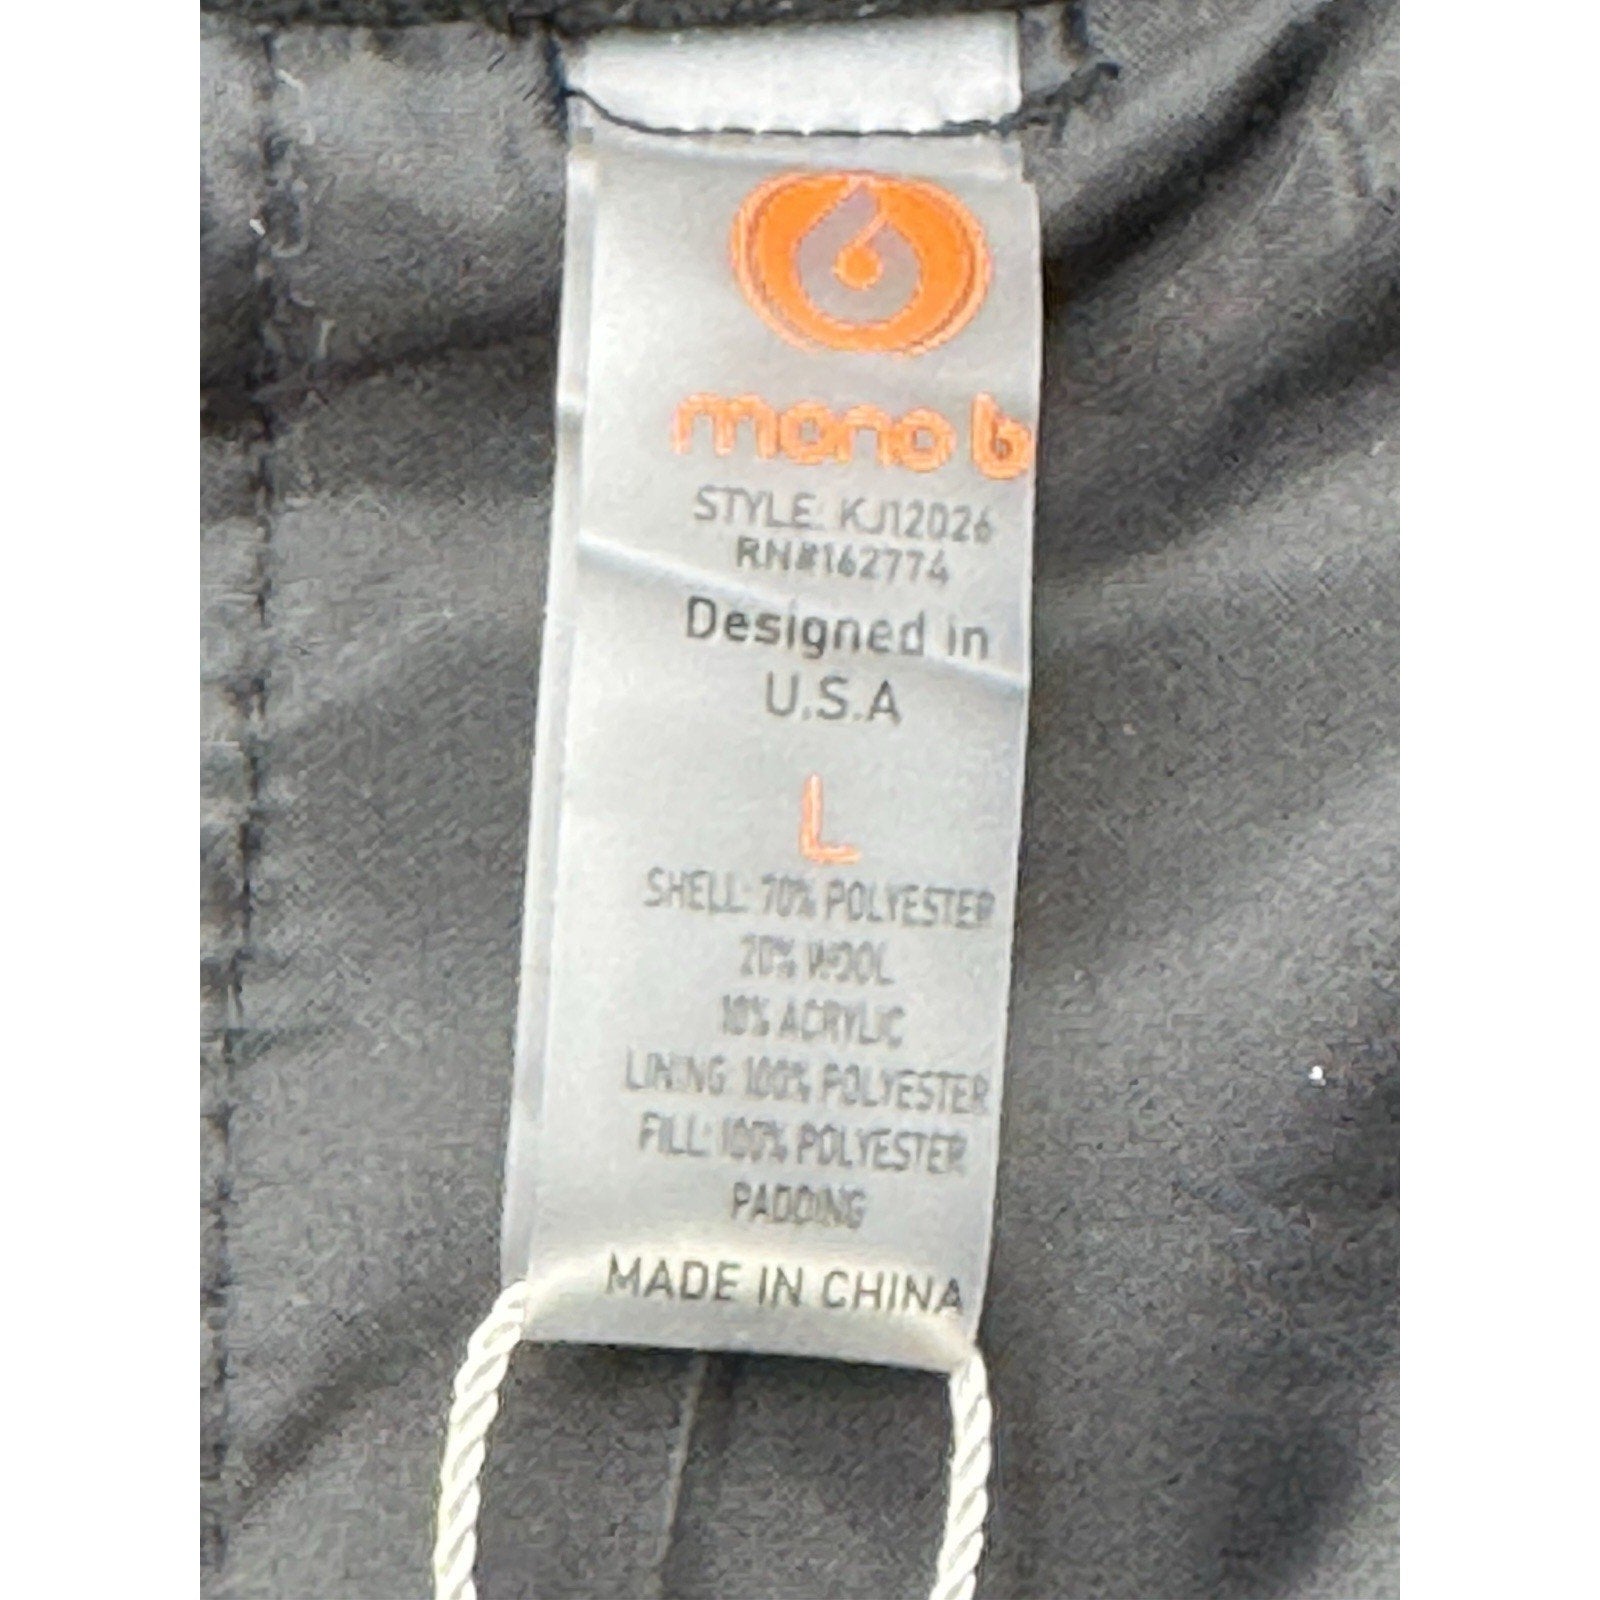 mono b
STYLE: KJ12026
RN#162774
Designed in
U.S.A
L
SHELL: 70% POLYESTER
20% WOOL
10% ACRYLIC
LINING: 100% POLYESTER
FILL: 100% POLYESTER
PADDING
MADE IN CHINA